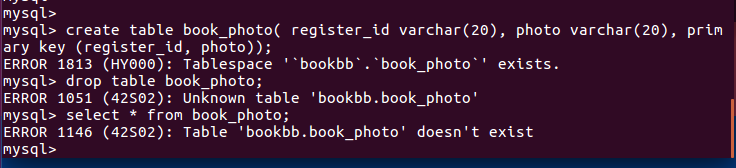 mysql>
mysql> create table book_photo( register_id varchar(20), photo varchar(20), prim
ary key (register_id, photo));
ERROR 1813 (HY000): Tablespace '`bookbb`.`book_photo`' exists.
mysql> drop table book_photo;
ERROR 1051 (42S02): Unknown table 'bookbb.book_photo'
mysql> select * from book_photo;
ERROR 1146 (42S02): Table 'bookbb.book_photo' doesn't exist
mysql>